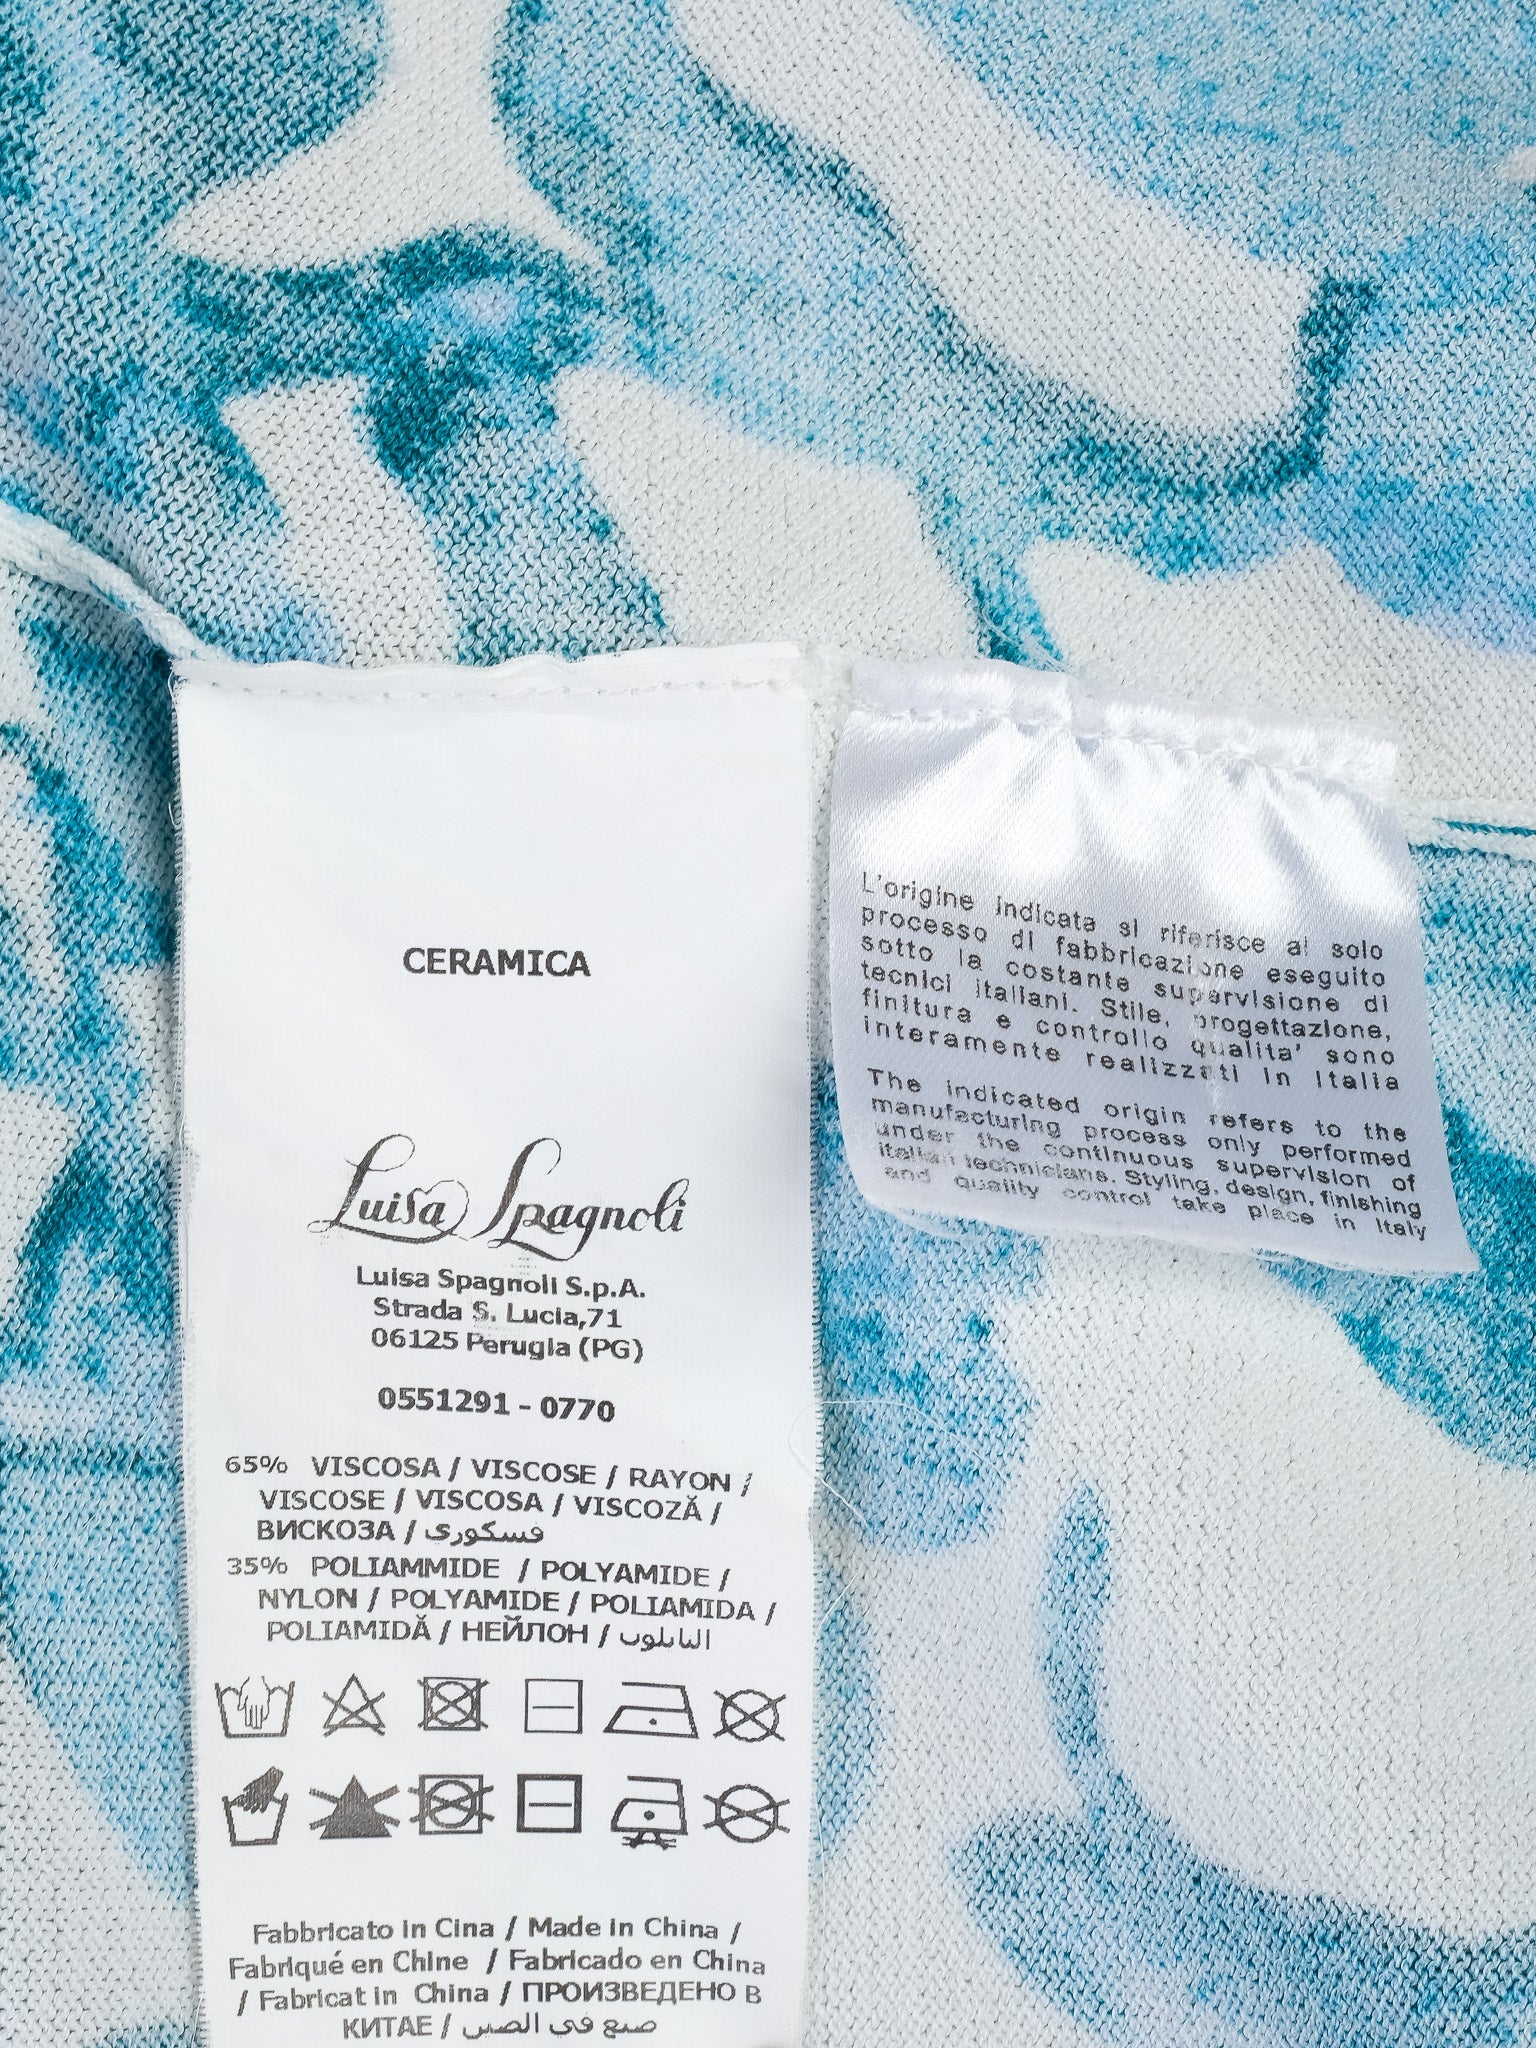 CERAMICA
Luisa Spagnoli
Luisa Spagnoli S.p.A.
Strada S. Lucia,71
06125 Perugia (PG)
0551291 - 0770
65% VISCOSA / VISCOSE / RAYON /
VISCOSE / VISCOSA / VISCOZĂ /
ВИСКОЗА / فسكوري
35% POLIAMMIDE / POLYAMIDE /
NYLON / POLYAMIDE / POLIAMIDA /
POLIAMIDĂ / НЕЙЛОН /
Fabbricato in Cina / Made in China /
Fabriqué en Chine / Fabricado en China
/ Fabricat in China / ПРОИЗВЕДЕНО В
КИТАЕ / صنع في الصين
L'origine indicata si riferisce al solo
processo di fabbricazione eseguito
sotto la costante supervisione di
tecnici italiani. Stile, progettazione,
finitura e controllo qualita' sono
interamente realizzati in Italia
The indicated origin refers to the
manufacturing process only performed
under the continuous supervision of
italian technicians. Styling, design, finishing
and quality control take place in Italy